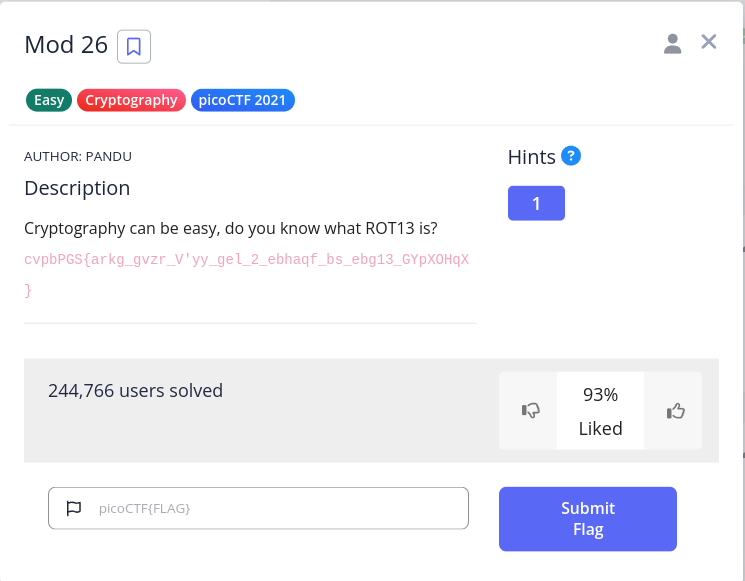 Mod 26
Easy Cryptography picoCTF 2021
AUTHOR: PANDU
Description
Cryptography can be easy, do you know what ROT13 is?
cvpbPGS{arkg_gvzr_V'yy_gel_2_ebhaqf_bs_ebg13_GYpXOHqX
}
Hints ?
1
244,766 users solved
93%
Liked
picoCTF{FLAG}
Submit
Flag